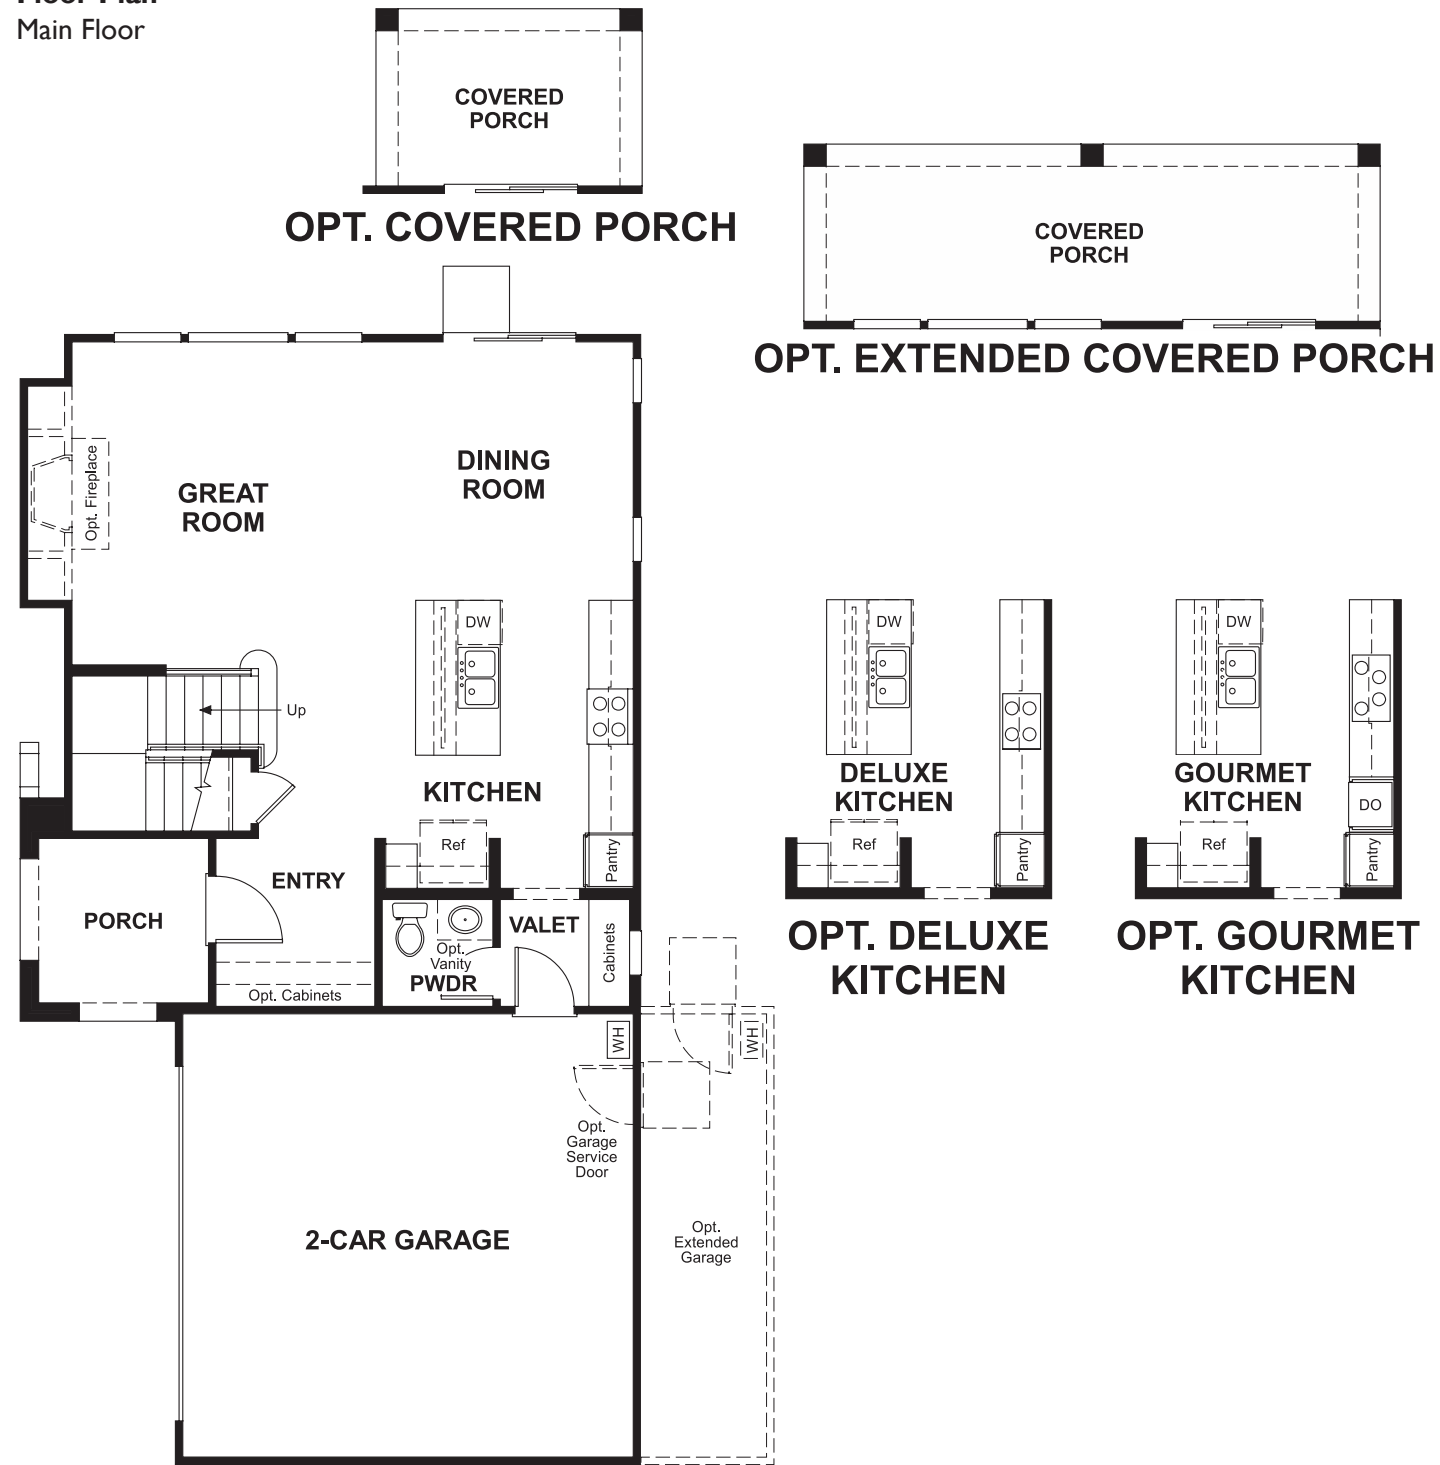 Floor Plan
Main Floor
COVERED
PORCH
OPT. COVERED PORCH
COVERED
PORCH
OPT. EXTENDED COVERED PORCH
GREAT
ROOM
DINING
ROOM
Opt. Fireplace
DW
Up
KITCHEN
Ref
Pantry
ENTRY
PORCH
VALET
Opt.
Vanity
PWDR
Cabinets
Opt. Cabinets
WH
WH
Opt.
Garage
Service
Door
2-CAR GARAGE
Opt.
Extended
Garage
DW
DELUXE
KITCHEN
Ref
Pantry
OPT. DELUXE
KITCHEN
DW
GOURMET
KITCHEN
DO
Ref
Pantry
OPT. GOURMET
KITCHEN